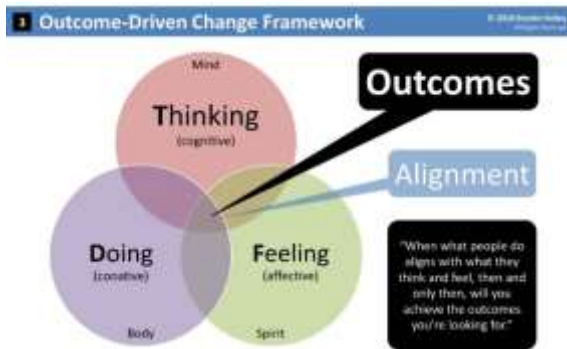 3 Outcome-Driven Change Framework
Mind
Thinking
(cognitive)
Outcomes
Alignment
Doing
(conative)
Feeling
(affective)
Body
Spirit
"When what people do
aligns with what they
think and feel, then and
only then, will you
achieve the outcomes
you're looking for."